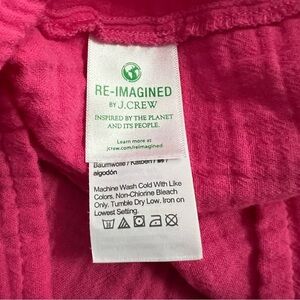 RE-IMAGINED
BY J.CREW
INSPIRED BY THE PLANET
AND ITS PEOPLE.
Learn more at
jcrew.com/reimagined
Baumwolle /
algodón
Machine Wash Cold With Like
Colors, Non-Chlorine Bleach
Only. Tumble Dry Low. Iron on
Lowest Setting.